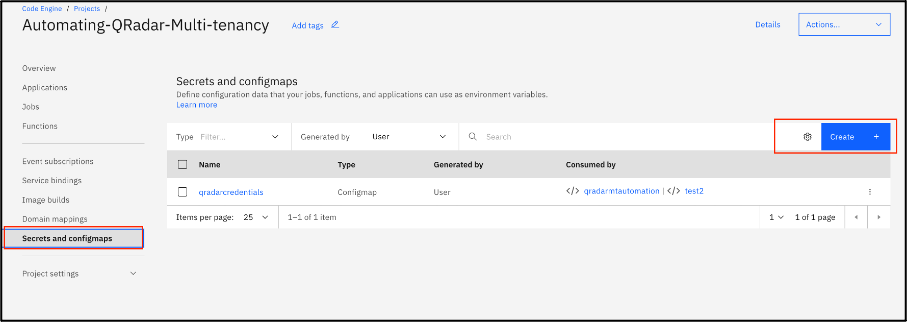 Code Engine / Projects /
Automating-QRadar-Multi-tenancy
Add tags
Details
Actions...
Overview
Applications
Jobs
Functions
Event subscriptions
Service bindings
Image builds
Domain mappings
Secrets and configmaps
Project settings
Secrets and configmaps
Define configuration data that your jobs, functions, and applications can use as environment variables.
Learn more
Type Filter... Generated by User Search Create +
Name Type Generated by Consumed by
qradarcredentials Configmap User </> qradarmtautomation | </> test2
Items per page: 25 1–1 of 1 item 1 1 of 1 page